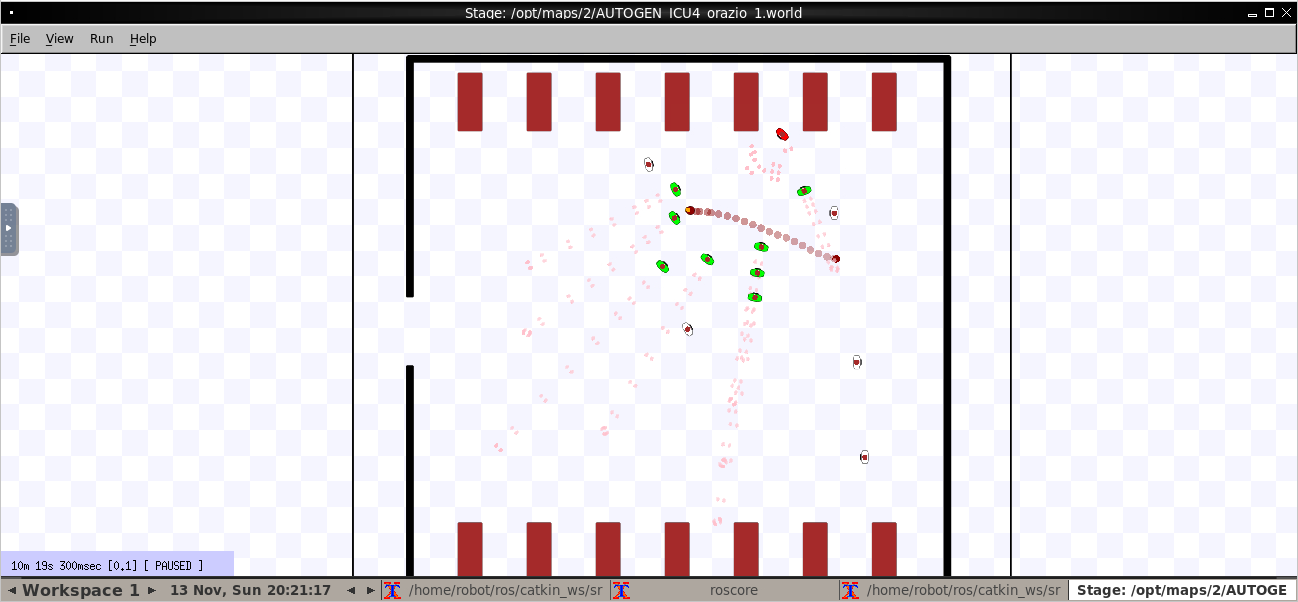 Stage: /opt/maps/2/AUTOGEN_ICU4_orazio_1.world
File View Run Help
10m 19s 300msec [0.1] [ PAUSED ]
Workspace 1 13 Nov, Sun 20:21:17 /home/robot/ros/catkin_ws/sr roscore /home/robot/ros/catkin_ws/sr Stage: /opt/maps/2/AUTOGE